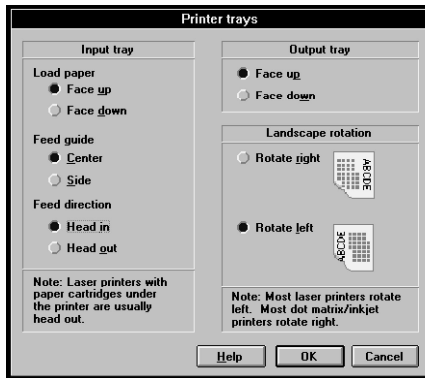 Printer trays
Input tray
Load paper
Face up
Face down
Feed guide
Center
Side
Feed direction
Head in
Head out
Note: Laser printers with
paper cartridges under
the printer are usually
head out.
Output tray
Face up
Face down
Landscape rotation
Rotate right
ABCDE
Rotate left
ABCDE
Note: Most laser printers rotate
left. Most dot matrix/inkjet
printers rotate right.
Help OK Cancel